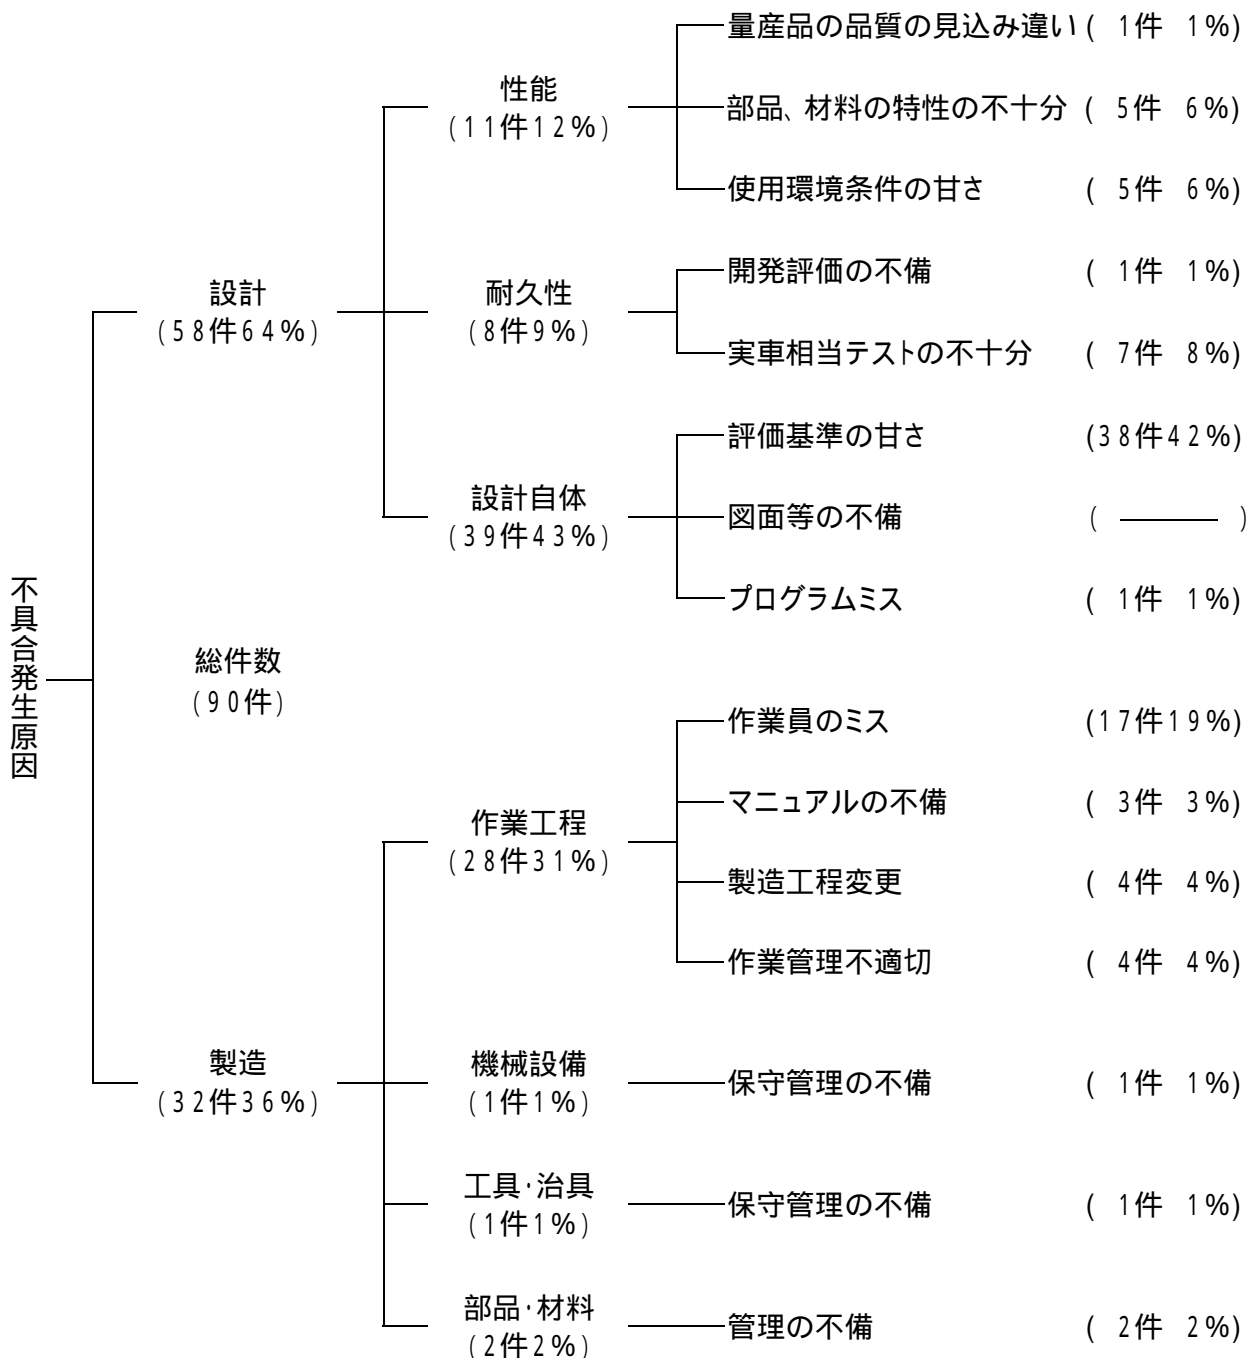 不具合発生原因
総件数
(90件)
設計
(58件64%)
性能
(11件12%)
量産品の品質の見込み違い ( 1件 1%)
部品、材料の特性の不十分 ( 5件 6%)
使用環境条件の甘さ ( 5件 6%)
耐久性
(8件9%)
開発評価の不備 ( 1件 1%)
実車相当テストの不十分 ( 7件 8%)
設計自体
(39件43%)
評価基準の甘さ (38件42%)
図面等の不備 ( ——— )
プログラムミス ( 1件 1%)
製造
(32件36%)
作業工程
(28件31%)
作業員のミス (17件19%)
マニュアルの不備 ( 3件 3%)
製造工程変更 ( 4件 4%)
作業管理不適切 ( 4件 4%)
機械設備
(1件1%)
保守管理の不備 ( 1件 1%)
工具・治具
(1件1%)
保守管理の不備 ( 1件 1%)
部品・材料
(2件2%)
管理の不備 ( 2件 2%)